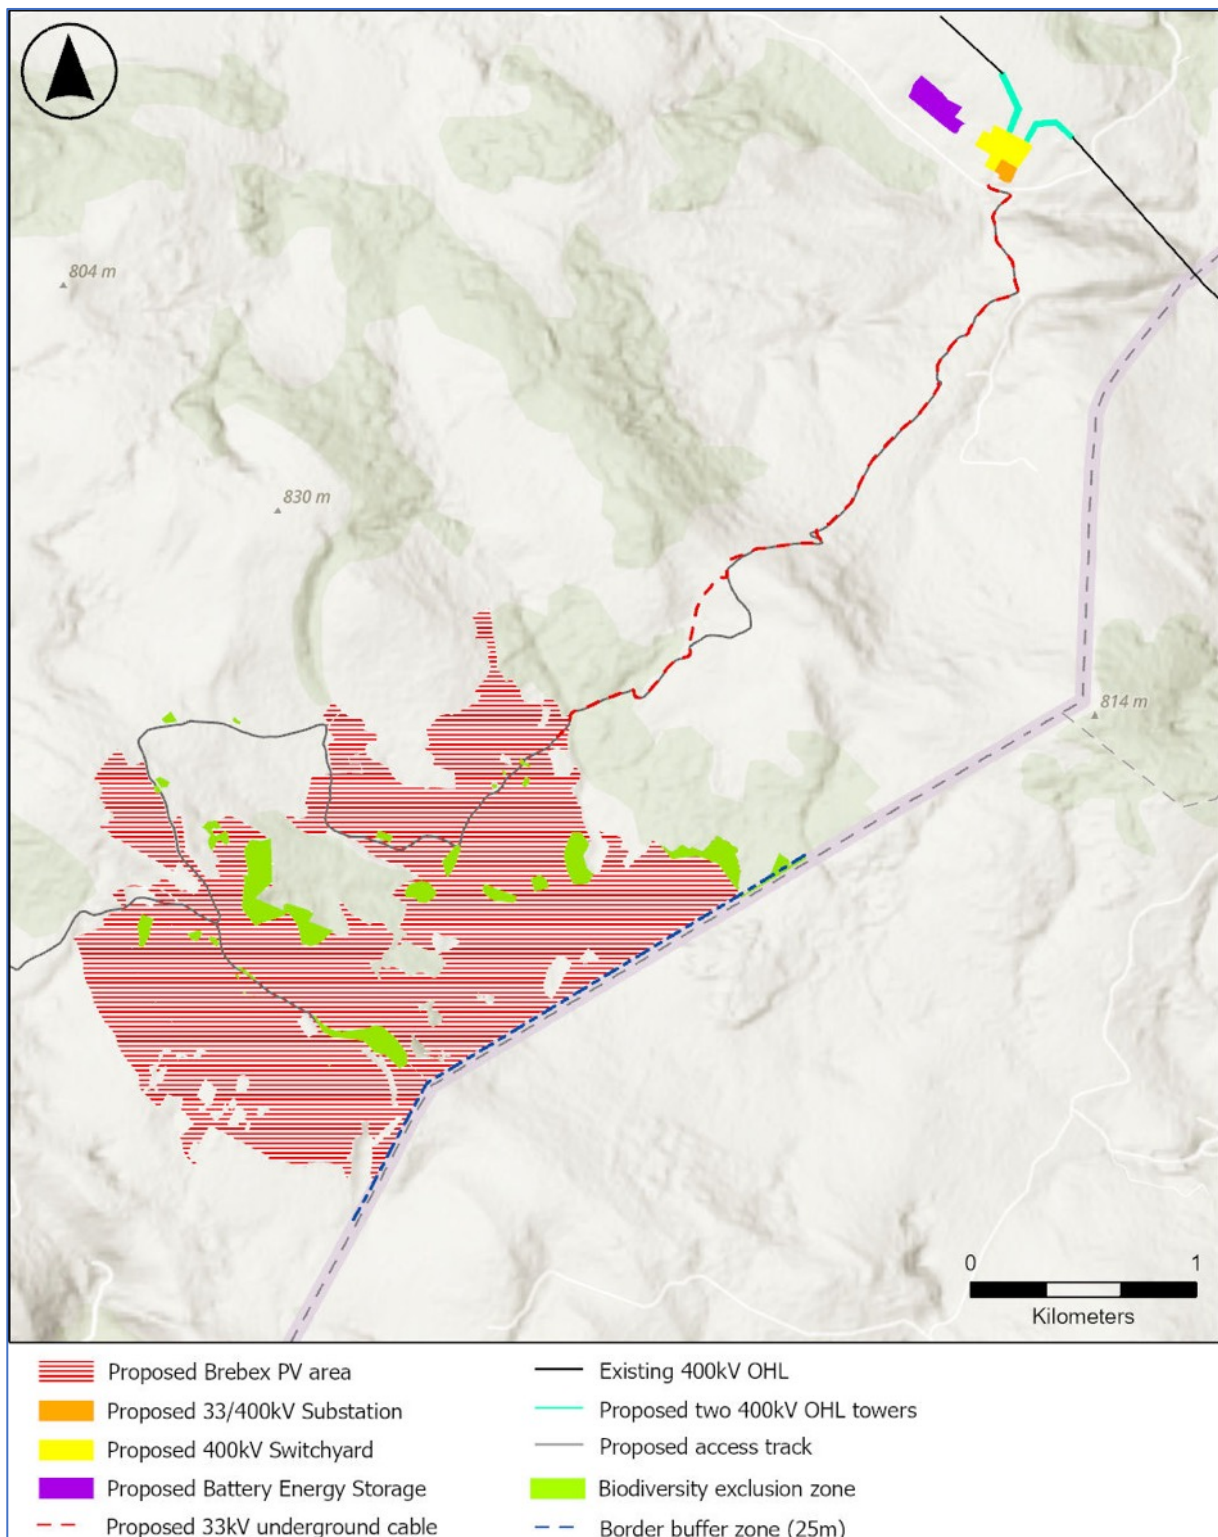 804 m
830 m
814 m
0 1
Kilometers
Proposed Brebex PV area
Proposed 33/400kV Substation
Proposed 400kV Switchyard
Proposed Battery Energy Storage
Proposed 33kV underground cable
Existing 400kV OHL
Proposed two 400kV OHL towers
Proposed access track
Biodiversity exclusion zone
Border buffer zone (25m)